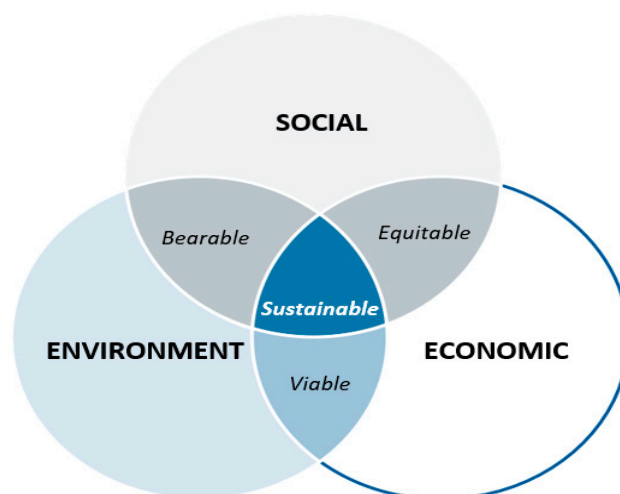 SOCIAL
Bearable
Equitable
Sustainable
ENVIRONMENT
ECONOMIC
Viable